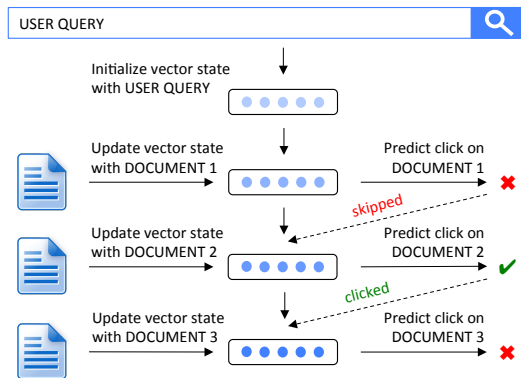 USER QUERY
Initialize vector state
with USER QUERY
Update vector state
with DOCUMENT 1
Predict click on
DOCUMENT 1
skipped
Update vector state
with DOCUMENT 2
Predict click on
DOCUMENT 2
clicked
Update vector state
with DOCUMENT 3
Predict click on
DOCUMENT 3